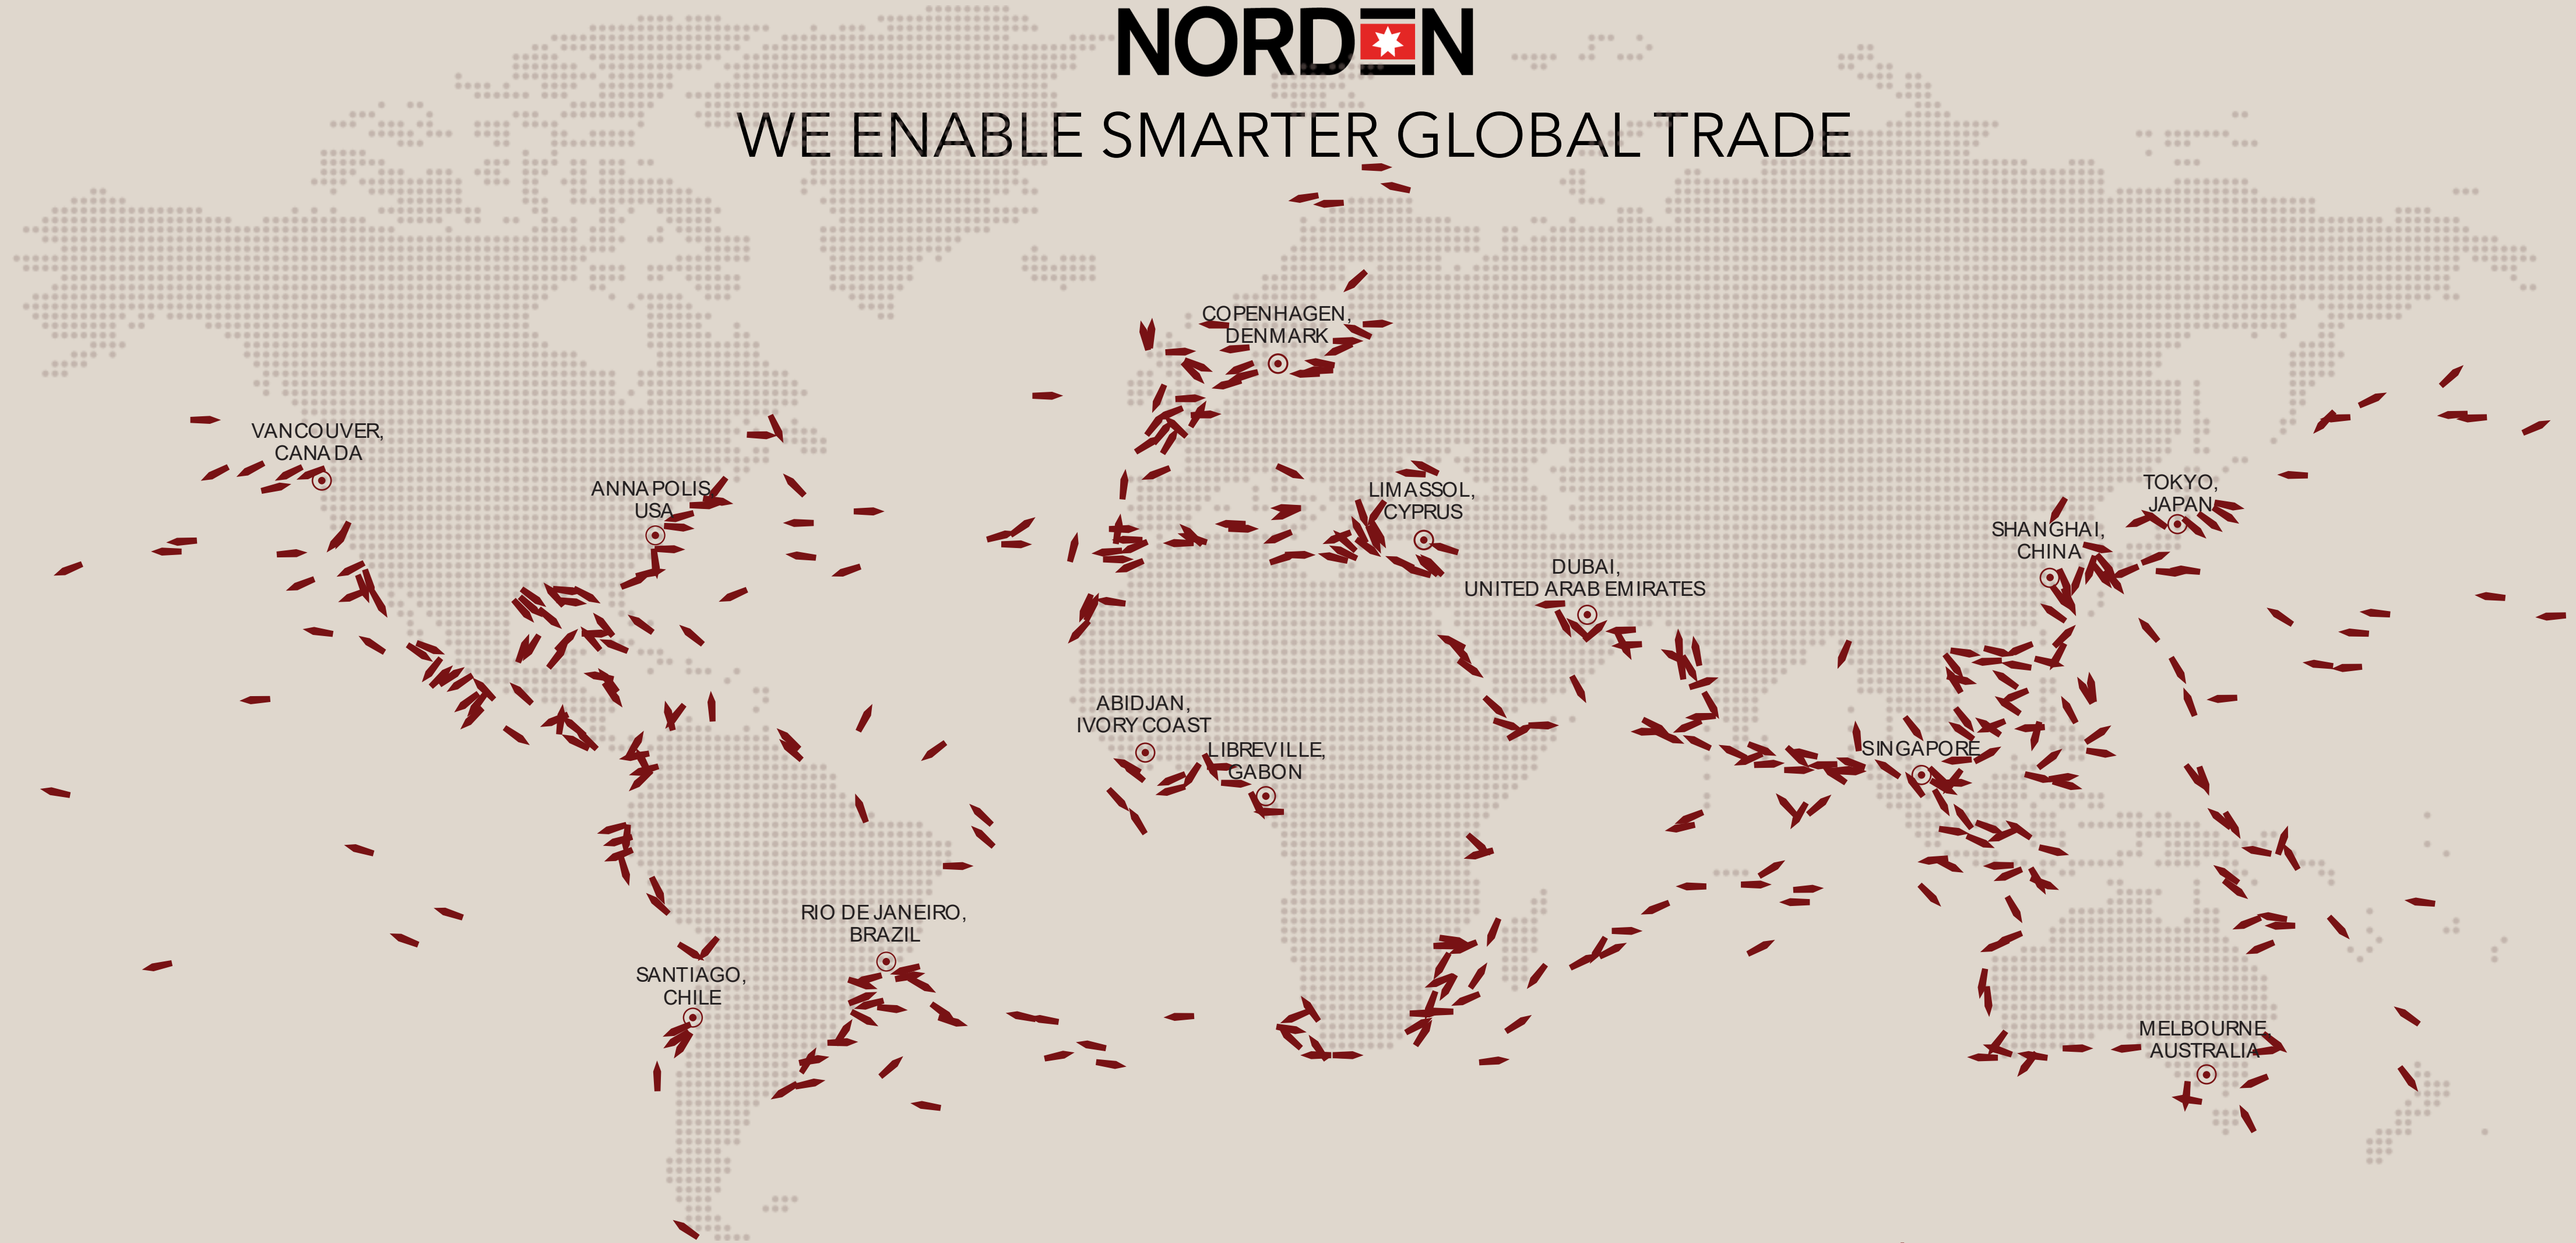 NORDEN
WE ENABLE SMARTER GLOBAL TRADE
COPENHAGEN,
DENMARK
VANCOUVER,
CANADA
ANNAPOLIS,
USA
LIMASSOL,
CYPRUS
TOKYO,
JAPAN
SHANGHAI,
CHINA
DUBAI,
UNITED ARAB EMIRATES
ABIDJAN,
IVORY COAST
LIBREVILLE,
GABON
SINGAPORE
RIO DE JANEIRO,
BRAZIL
SANTIAGO,
CHILE
MELBOURNE,
AUSTRALIA